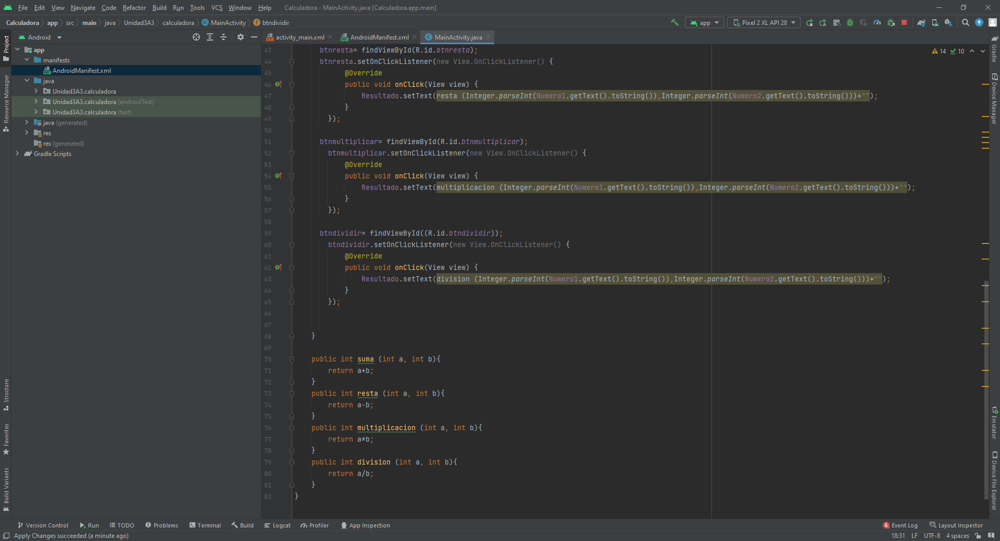 File Edit View Navigate Code Refactor Build Run Tools VCS Window Help Calculadora - MainActivity.java [Calculadora.app.main]
Calculadora app src main java Unidad3A3 calculadora MainActivity btndividir app Pixel 2 XL API 28
Android activity_main.xml AndroidManifest.xml MainActivity.java
Project
Resource Manager
Structure
Favorites
Build Variants
app
manifests
AndroidManifest.xml
java
Unidad3A3.calculadora
Unidad3A3.calculadora (androidTest)
Unidad3A3.calculadora (test)
java (generated)
res
res (generated)
Gradle Scripts
14 10
43 btnresta= findViewById(R.id.btnresta);
44 btnresta.setOnClickListener(new View.OnClickListener() {
45 @Override
46 public void onClick(View view) {
47 Resultado.setText(resta (Integer.parseInt(Numero1.getText().toString()),Integer.parseInt(Numero2.getText().toString()))+"");
48 }
49 });
50
51 btnmultiplicar= findViewById(R.id.btnmultiplicar);
52 btnmultiplicar.setOnClickListener(new View.OnClickListener() {
53 @Override
54 public void onClick(View view) {
55 Resultado.setText(multiplicacion (Integer.parseInt(Numero1.getText().toString()),Integer.parseInt(Numero2.getText().toString()))+"");
56 }
57 });
58
59 btndividir= findViewById((R.id.btndividir));
60 btndividir.setOnClickListener(new View.OnClickListener() {
61 @Override
62 public void onClick(View view) {
63 Resultado.setText(division (Integer.parseInt(Numero1.getText().toString()),Integer.parseInt(Numero2.getText().toString()))+"");
64 }
65 });
66
67
68 }
69
70 public int suma (int a, int b){
71 return a+b;
72 }
73 public int resta (int a, int b){
74 return a-b;
75 }
76 public int multiplicacion (int a, int b){
77 return a*b;
78 }
79 public int division (int a, int b){
80 return a/b;
81 }
82 }
Gradle
Device Manager
Emulator
Device File Explorer
Version Control Run TODO Problems Terminal Build Logcat Profiler App Inspection 6 Event Log Layout Inspector
Apply Changes succeeded (a minute ago) 18:31 LF UTF-8 4 spaces